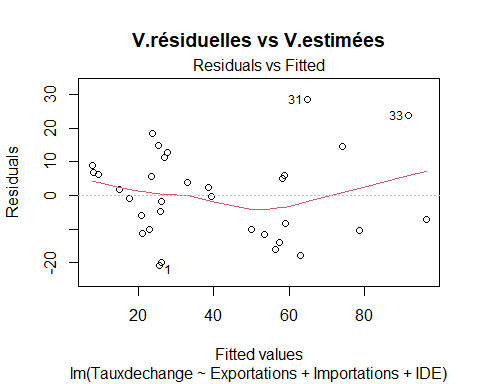 V.résiduelles vs V.estimées
Residuals vs Fitted
Residuals
30
20
10
0
-20
31
33
1
20
40
60
80
Fitted values
lm(Tauxdechange ~ Exportations + Importations + IDE)